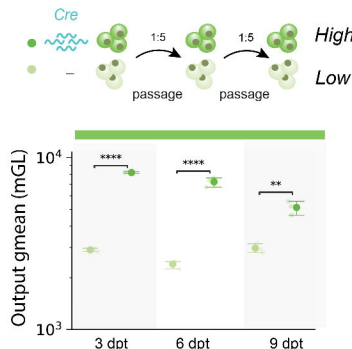 Cre
1:5
1:5
High
–
Low
passage
passage
Output gmean (mGL)
10⁴
10³
****
****
**
3 dpt
6 dpt
9 dpt